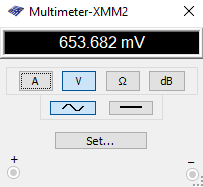 Multimeter-XMM2
653.682 mV
A V Ω dB
Set...
+ −